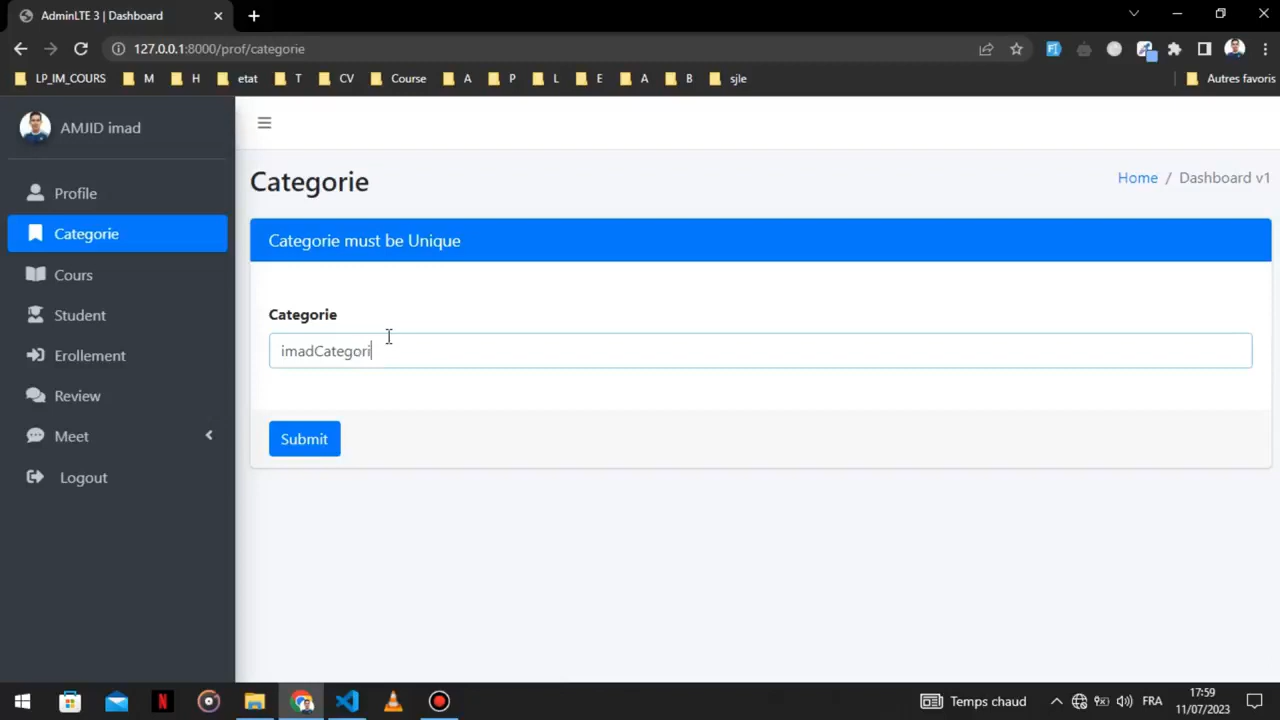 AdminLTE 3 | Dashboard
127.0.0.1:8000/prof/categorie
LP_IM_COURS M H etat T CV Course A P L E A B sjle Autres favoris
AMJID imad
Profile
Categorie
Cours
Student
Erollement
Review
Meet
Logout
Categorie
Home / Dashboard v1
Categorie must be Unique
Categorie
imadCategori
Submit
Temps chaud
FRA
17:59
11/07/2023